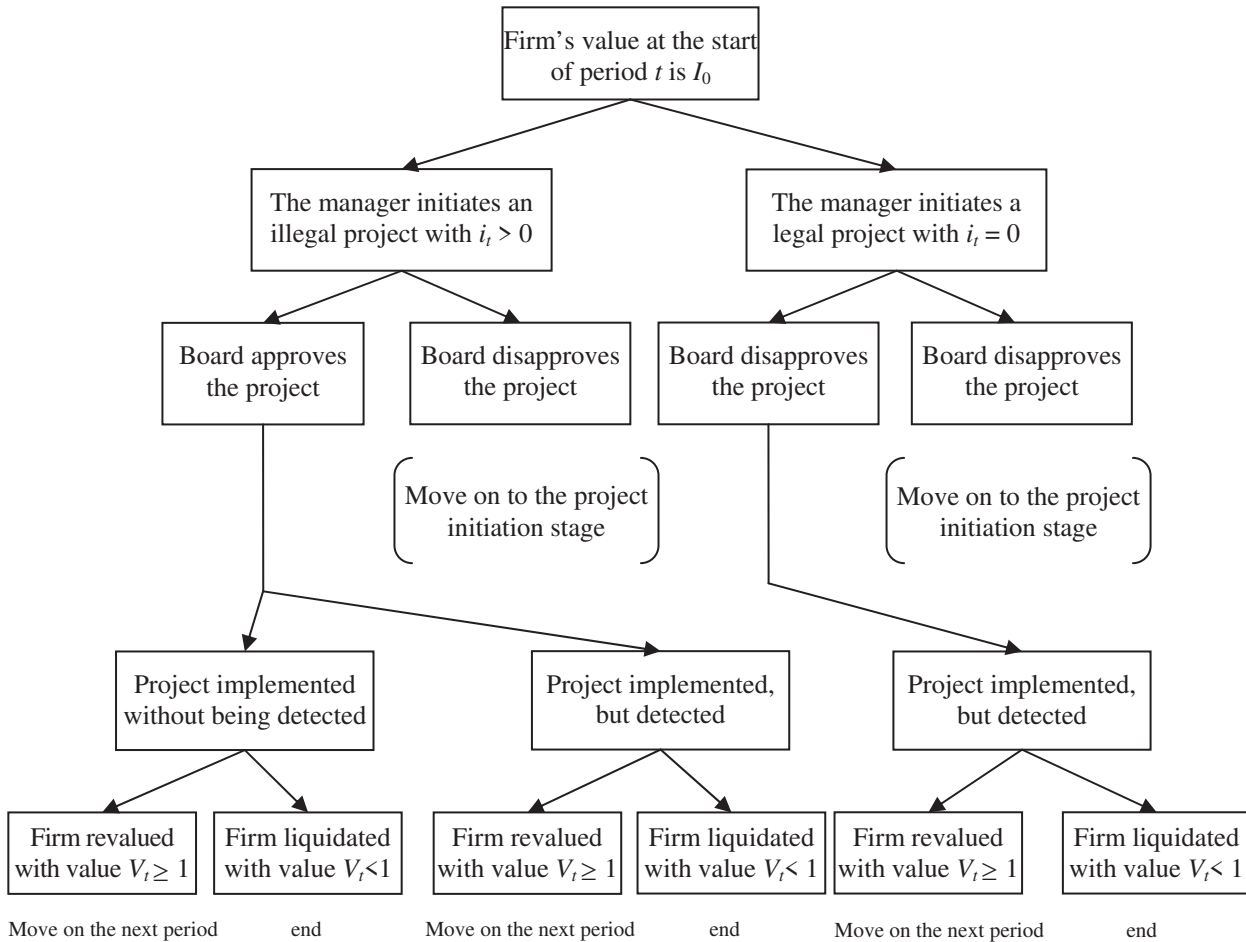 Firm’s value at the start
of period t is I₀
The manager initiates an
illegal project with iₜ > 0
The manager initiates a
legal project with iₜ = 0
Board approves
the project
Board disapproves
the project
Board disapproves
the project
Board disapproves
the project
Move on to the project
initiation stage
Move on to the project
initiation stage
Project implemented
without being detected
Project implemented,
but detected
Project implemented,
but detected
Firm revalued
with value Vₜ ≥ 1
Firm liquidated
with value Vₜ<1
Firm revalued
with value Vₜ ≥ 1
Firm liquidated
with value Vₜ< 1
Firm revalued
with value Vₜ ≥ 1
Firm liquidated
with value Vₜ< 1
Move on the next period
end
Move on the next period
end
Move on the next period
end